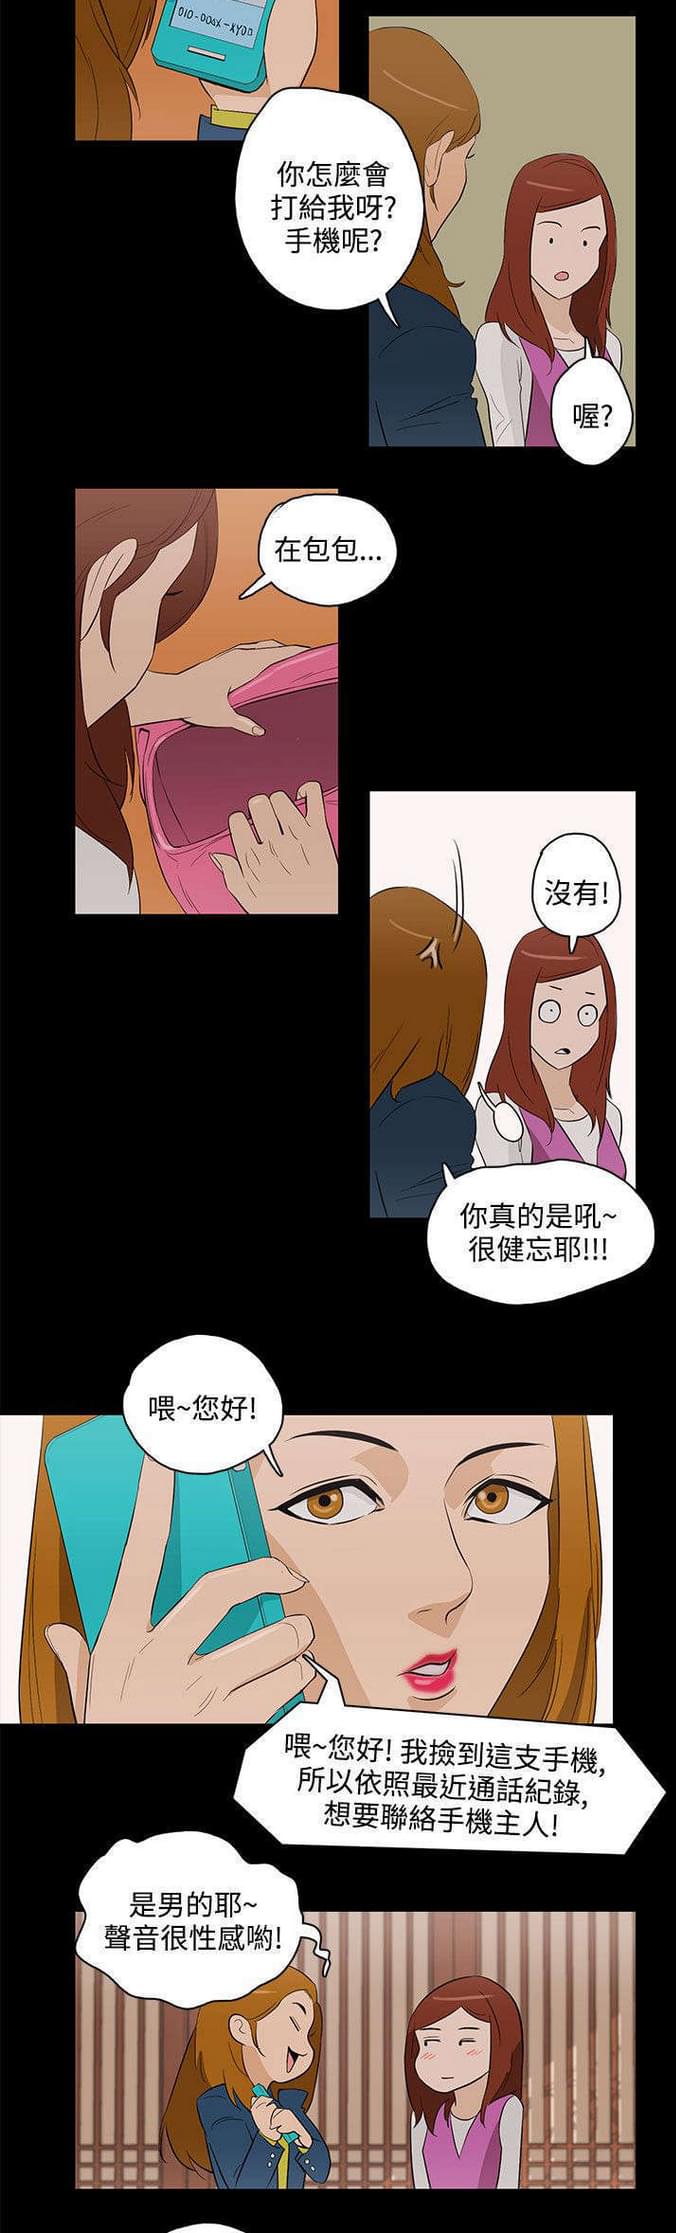 010-00AX-XY00
你怎麼會
打給我呀?
手機呢?
喔?
在包包...
沒有!
你真的是吼~
很健忘耶!!!
喂~您好!
喂~您好! 我撿到這支手機,
所以依照最近通話紀錄,
想要聯絡手機主人!
是男的耶~
聲音很性感喲!